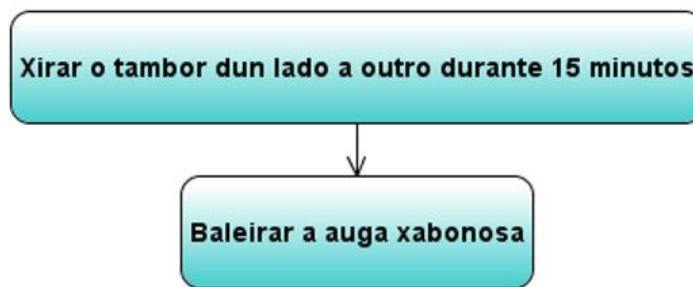 Xirar o tambor dun lado a outro durante 15 minutos
Baleirar a auga xabonosa